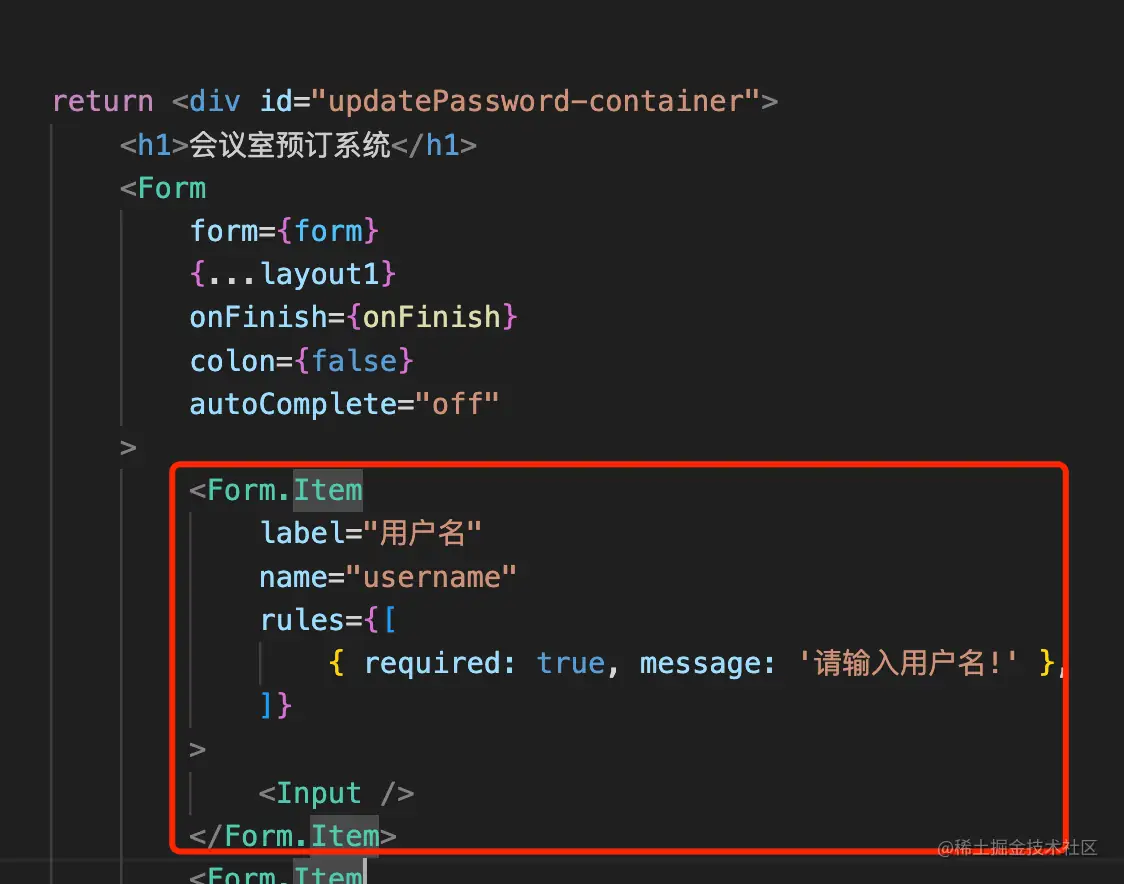 return <div id="updatePassword-container">
<h1>会议室预订系统</h1>
<Form
form={form}
{...layout1}
onFinish={onFinish}
colon={false}
autoComplete="off"
>
<Form.Item
label="用户名"
name="username"
rules={[
{ required: true, message: '请输入用户名!' },
]}
>
<Input />
</Form.Item>
@稀土掘金技术社区
<Form.Item